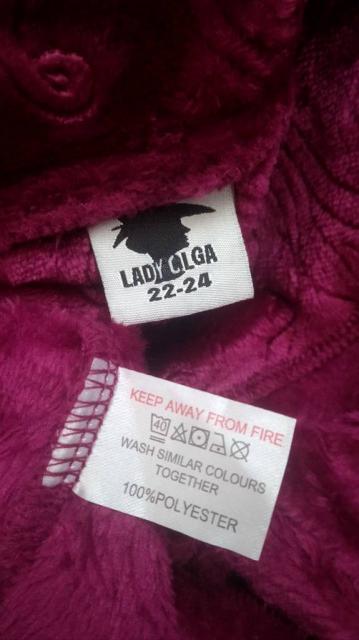 LADY OLGA
22-24
KEEP AWAY FROM FIRE
40
WASH SIMILAR COLOURS
TOGETHER
100%POLYESTER